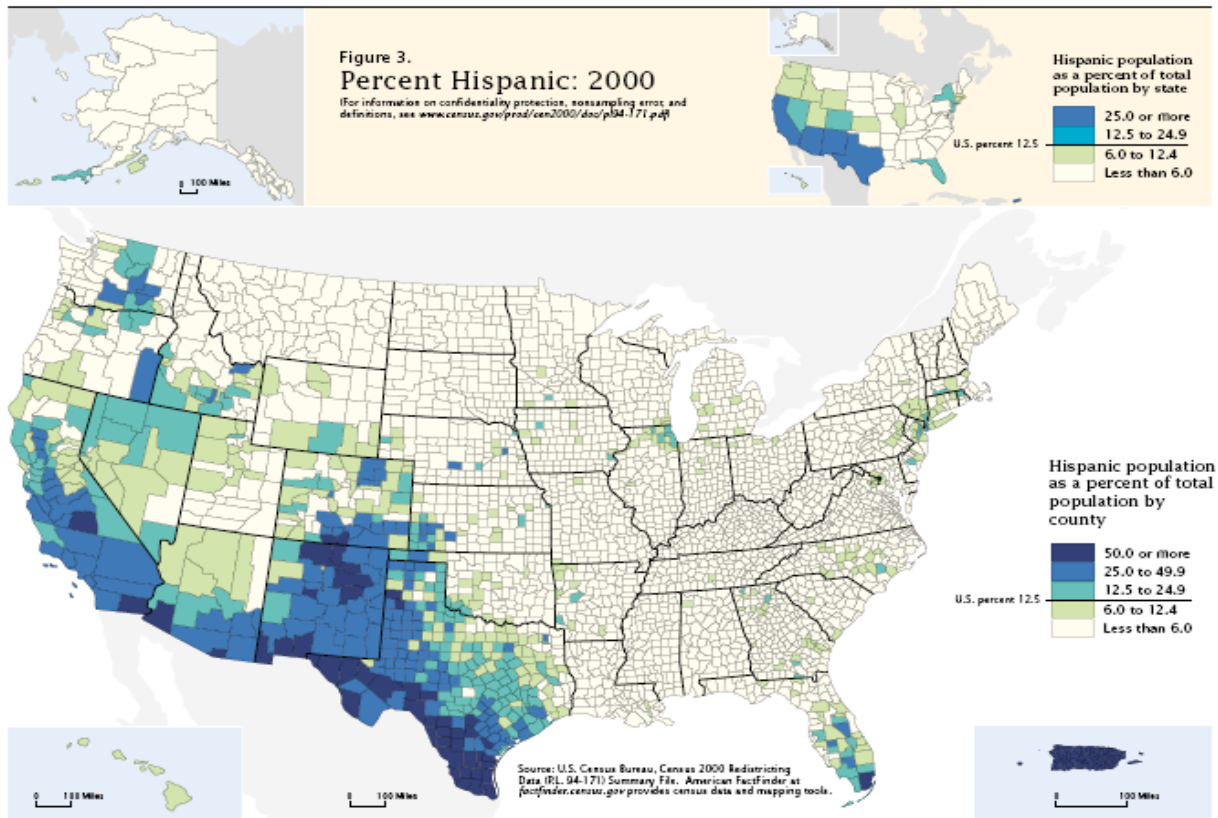 Figure 3.
Percent Hispanic: 2000
(For information on confidentiality protection, nonsampling error, and
definitions, see www.census.gov/prod/cen2000/doc/pl94-171.pdf)
100 Miles
Hispanic population
as a percent of total
population by state
25.0 or more
12.5 to 24.9
U.S. percent 12.5
6.0 to 12.4
Less than 6.0
Hispanic population
as a percent of total
population by
county
50.0 or more
25.0 to 49.9
12.5 to 24.9
U.S. percent 12.5
6.0 to 12.4
Less than 6.0
Source: U.S. Census Bureau, Census 2000 Redistricting
Data (P.L. 94-171) Summary File. American FactFinder at
factfinder.census.gov provides census data and mapping tools.
0 100 Miles
0 100 Miles
0 100 Miles